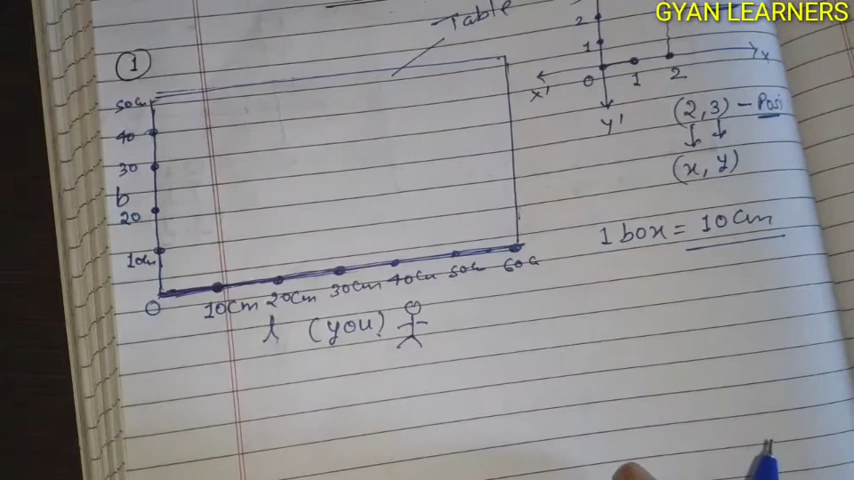 GYAN LEARNERS
1
Table
50cm
40
30
b
20
10cm
0
10cm 20cm 30cm 40cm 50cm 60c
l (you)
2
1
0 1 2
x' x
y'
(2,3) - Posi
(x, y)
1 box = 10cm